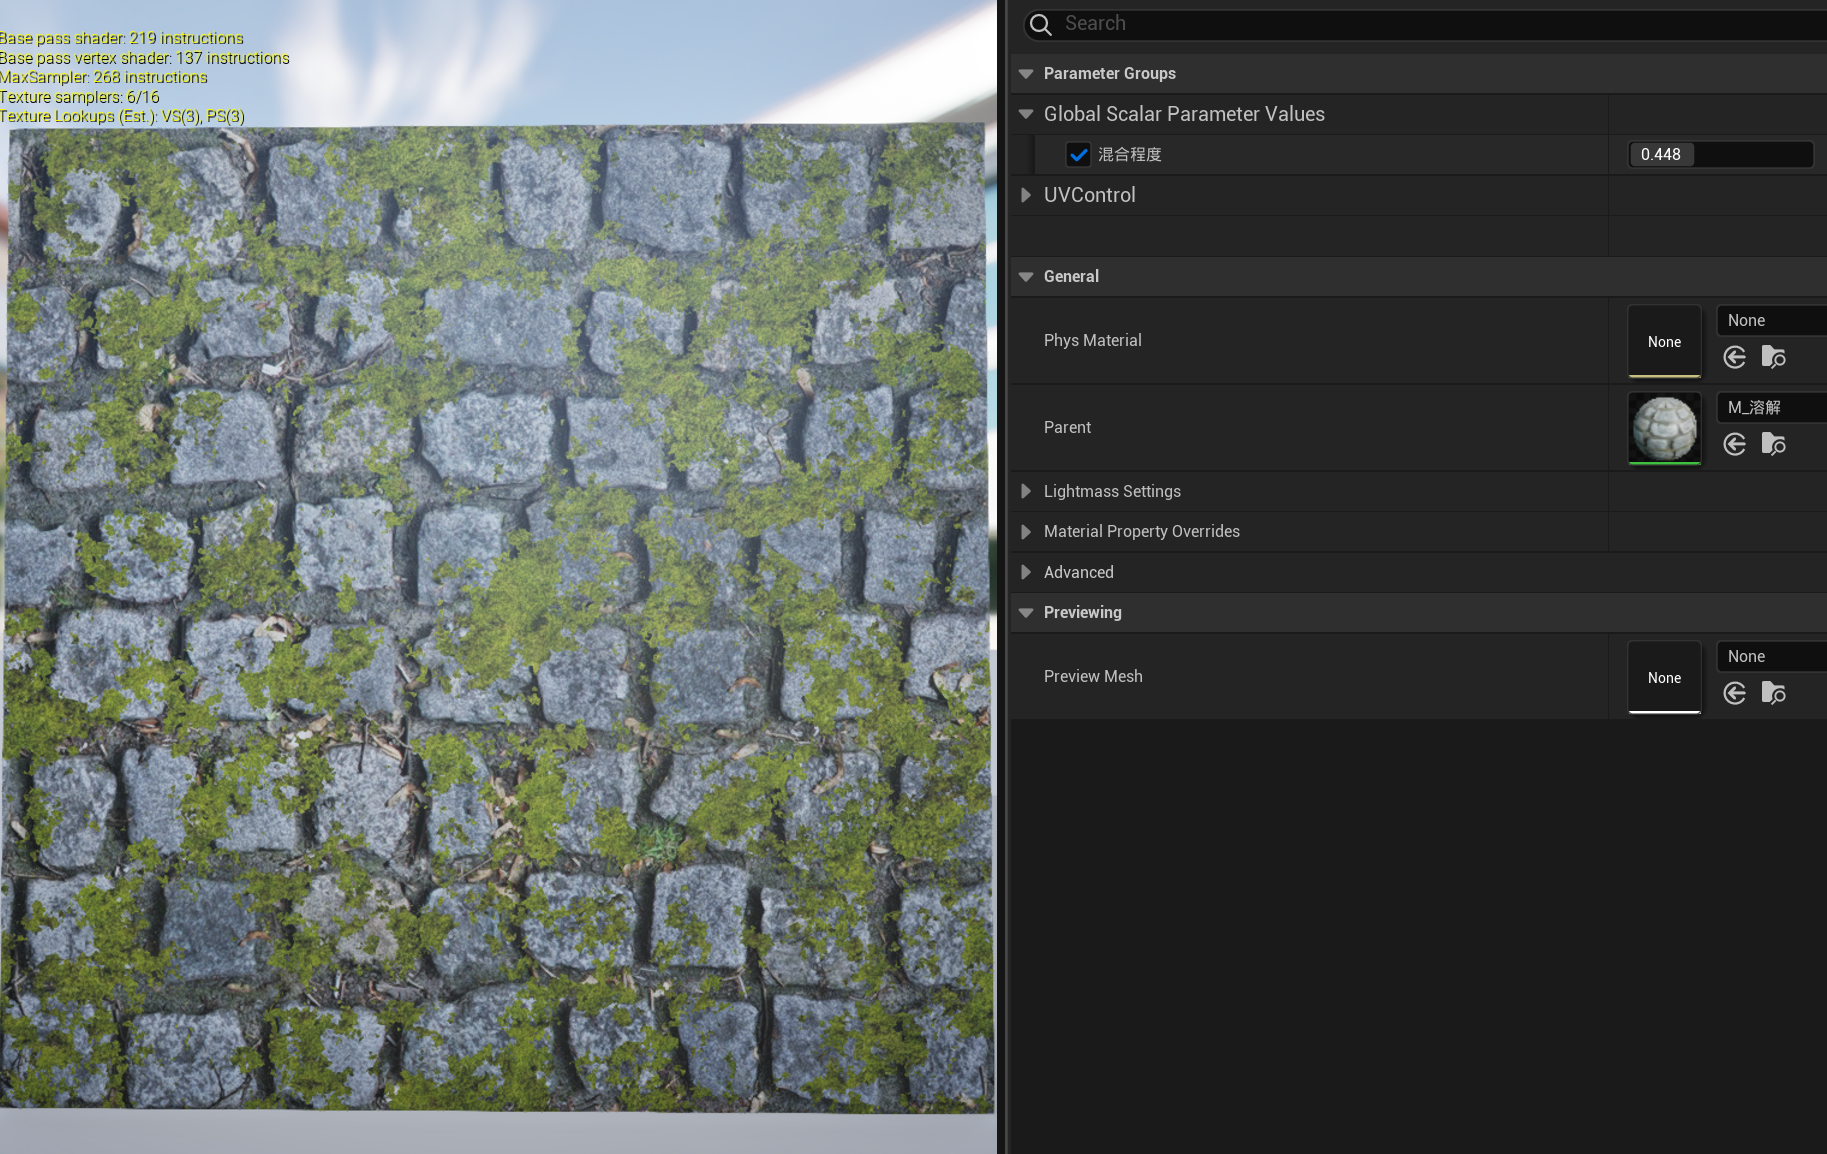 Base pass shader: 219 instructions
Base pass vertex shader: 137 instructions
MaxSampler: 268 instructions
Texture samplers: 6/16
Texture Lookups (Est.): VS(3), PS(3)
Search
Parameter Groups
Global Scalar Parameter Values
混合程度 0.448
UVControl
General
Phys Material None None
Parent M_溶解
Lightmass Settings
Material Property Overrides
Advanced
Previewing
Preview Mesh None None